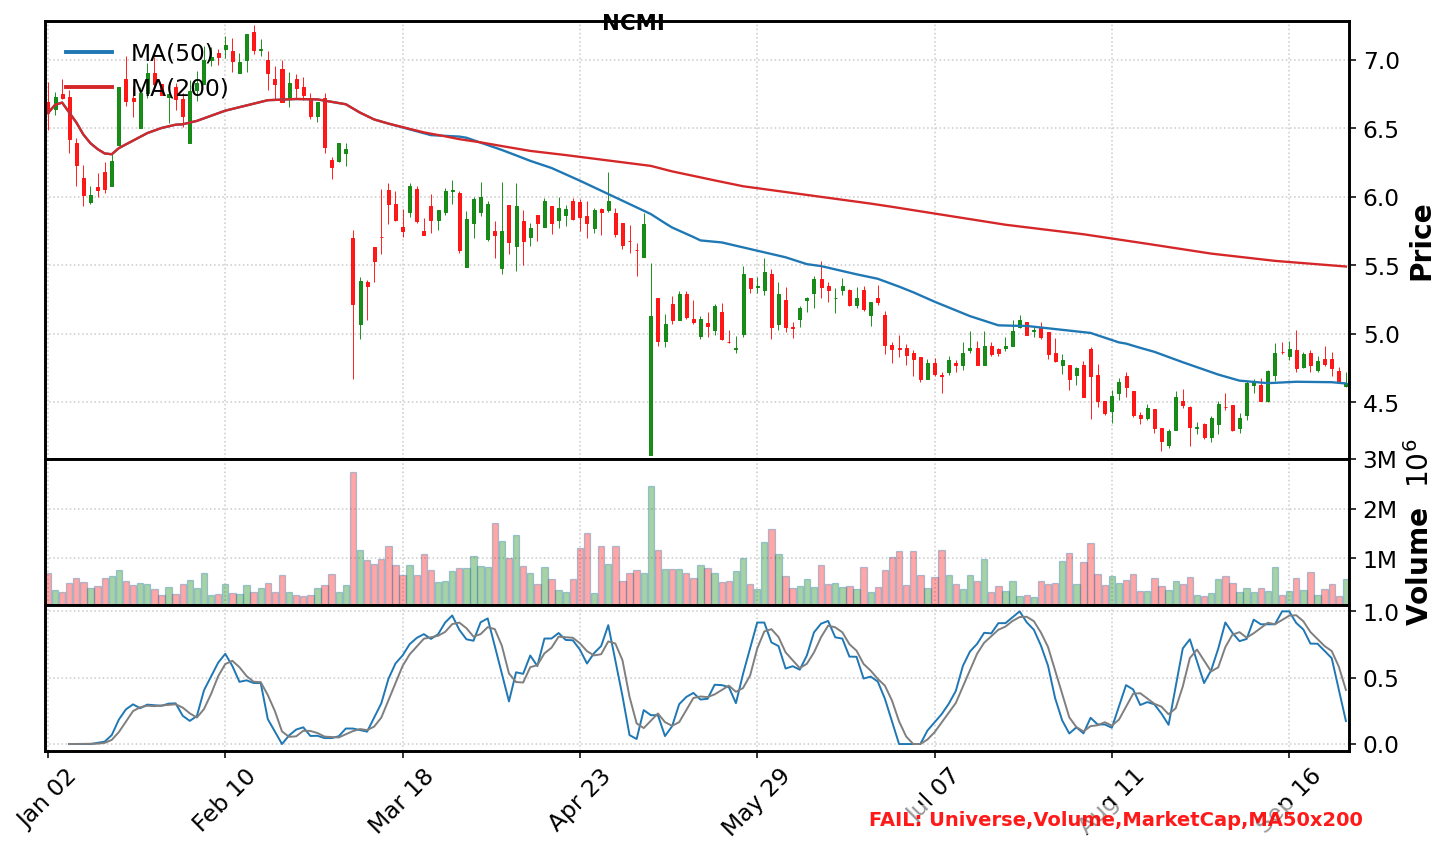 NCMI
MA(50)
MA(200)
7.0
6.5
6.0
5.5
5.0
4.5
Price
3M
2M
1M
Volume 10^6
1.0
0.5
0.0
Jan 02
Feb 10
Mar 18
Apr 23
May 29
Jul 07
Aug 11
Sep 16
FAIL: Universe,Volume,MarketCap,MA50x200